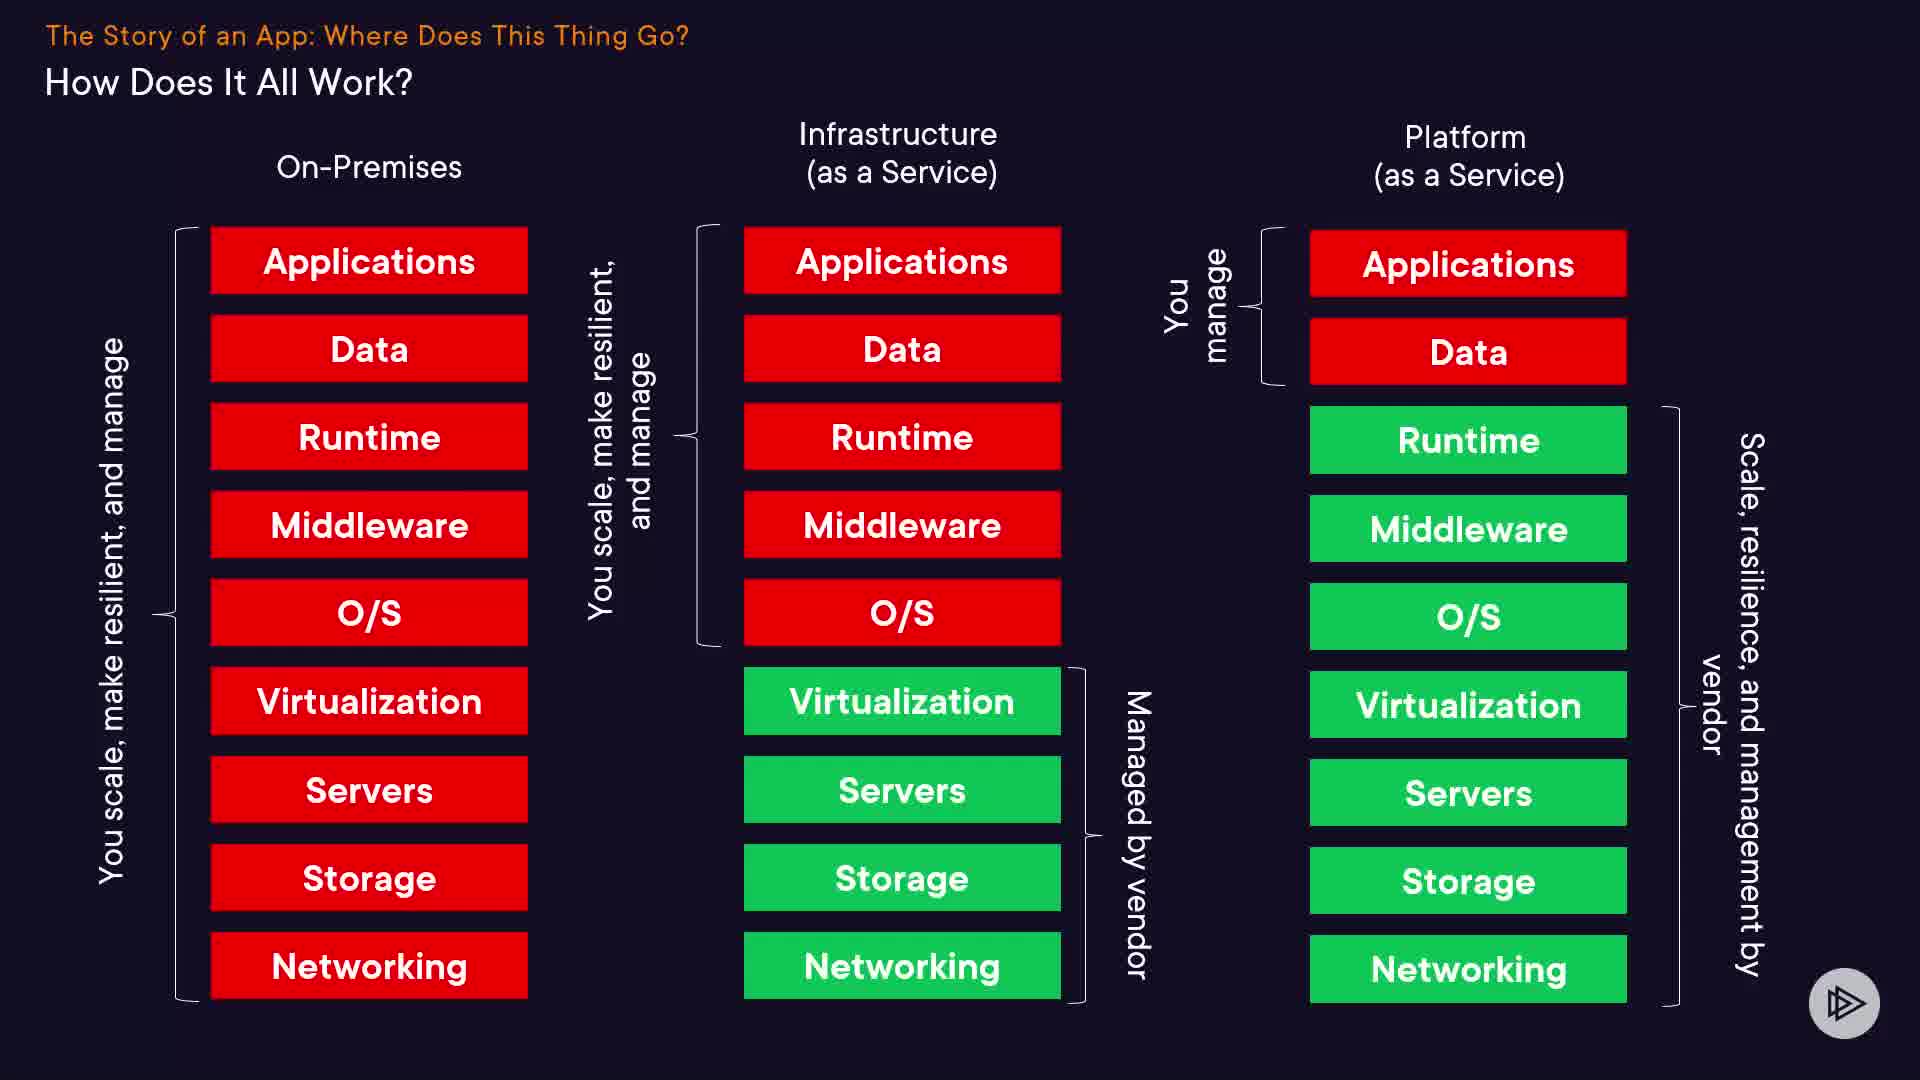 The Story of an App: Where Does This Thing Go?
How Does It All Work?
On-Premises
You scale, make resilient, and manage
Applications
Data
Runtime
Middleware
O/S
Virtualization
Servers
Storage
Networking
Infrastructure
(as a Service)
You scale, make resilient,
and manage
Applications
Data
Runtime
Middleware
O/S
Virtualization
Servers
Storage
Networking
Managed by vendor
Platform
(as a Service)
You
manage
Applications
Data
Runtime
Middleware
O/S
Virtualization
Servers
Storage
Networking
Scale, resilience, and management by
vendor